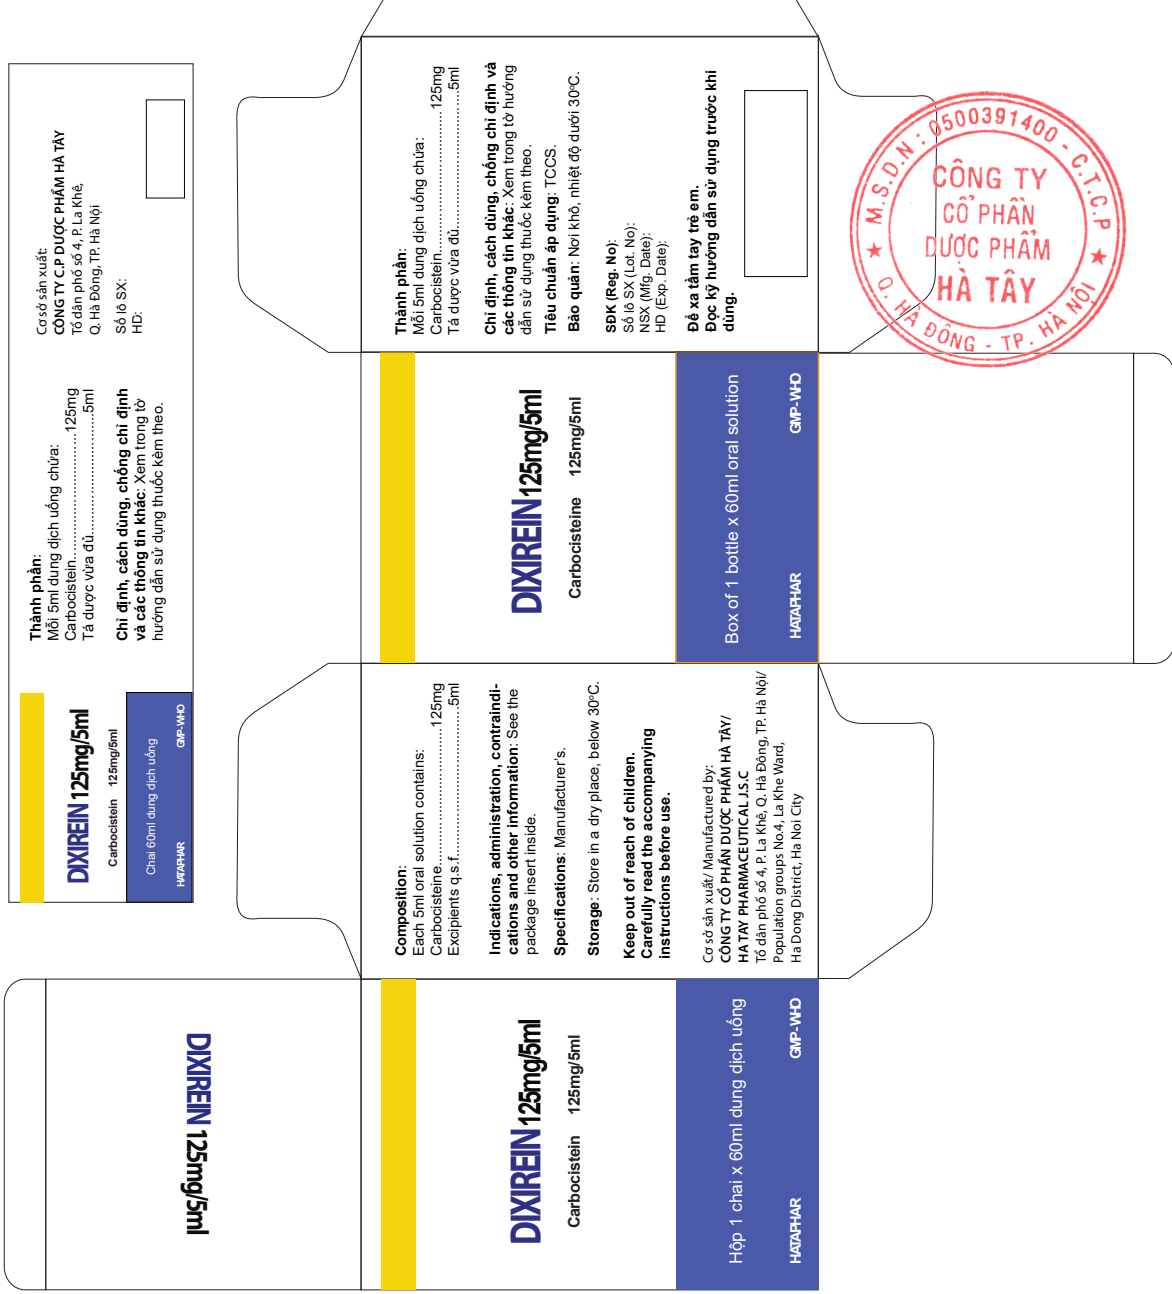 DIXIREIN 125mg/5ml
Carbocistein 125mg/5ml
Chai 60ml dung dịch uống
HATAPHAR GMP-WHO
Thành phần:
Mỗi 5ml dung dịch uống chứa:
Carbocistein............................125mg
Tá dược vừa đủ............................5ml
Chỉ định, cách dùng, chống chỉ định
và các thông tin khác: Xem trong tờ
hướng dẫn sử dụng thuốc kèm theo.
Cơ sở sản xuất:
CÔNG TY C.P DƯỢC PHẨM HÀ TÂY
Tổ dân phố số 4, P. La Khê,
Q. Hà Đông, TP. Hà Nội
Số lô SX:
HD:
DIXIREIN 125mg/5ml
DIXIREIN 125mg/5ml
Carbocistein 125mg/5ml
Hộp 1 chai x 60ml dung dịch uống
HATAPHAR GMP-WHO
Composition:
Each 5ml oral solution contains:
Carbocisteine............................125mg
Excipients q.s.f............................5ml
Indications, administration, contraindi-
cations and other information: See the
package insert inside.
Specifications: Manufacturer's.
Storage: Store in a dry place, below 30°C.
Keep out of reach of children.
Carefully read the accompanying
instructions before use.
Cơ sở sản xuất/ Manufactured by:
CÔNG TY CỔ PHẦN DƯỢC PHẨM HÀ TÂY/
HA TAY PHARMACEUTICAL J.S.C
Tổ dân phố số 4, P. La Khê, Q. Hà Đông, TP. Hà Nội/
Population groups No.4, La Khe Ward,
Ha Dong District, Ha Noi City
DIXIREIN 125mg/5ml
Carbocisteine 125mg/5ml
Box of 1 bottle x 60ml oral solution
HATAPHAR GMP-WHO
Thành phần:
Mỗi 5ml dung dịch uống chứa:
Carbocistein............................125mg
Tá dược vừa đủ............................5ml
Chỉ định, cách dùng, chống chỉ định và
các thông tin khác: Xem trong tờ hướng
dẫn sử dụng thuốc kèm theo.
Tiêu chuẩn áp dụng: TCCS.
Bảo quản: Nơi khô, nhiệt độ dưới 30°C.
SĐK (Reg. No):
Số lô SX (Lot. No):
NSX (Mfg. Date):
HD (Exp. Date):
Để xa tầm tay trẻ em.
Đọc kỹ hướng dẫn sử dụng trước khi
dùng.
M.S.D.N: 0500391400 - C.T.C.P
CÔNG TY
CỔ PHẦN
DƯỢC PHẨM
HÀ TÂY
Q. HÀ ĐÔNG - TP. HÀ NỘI